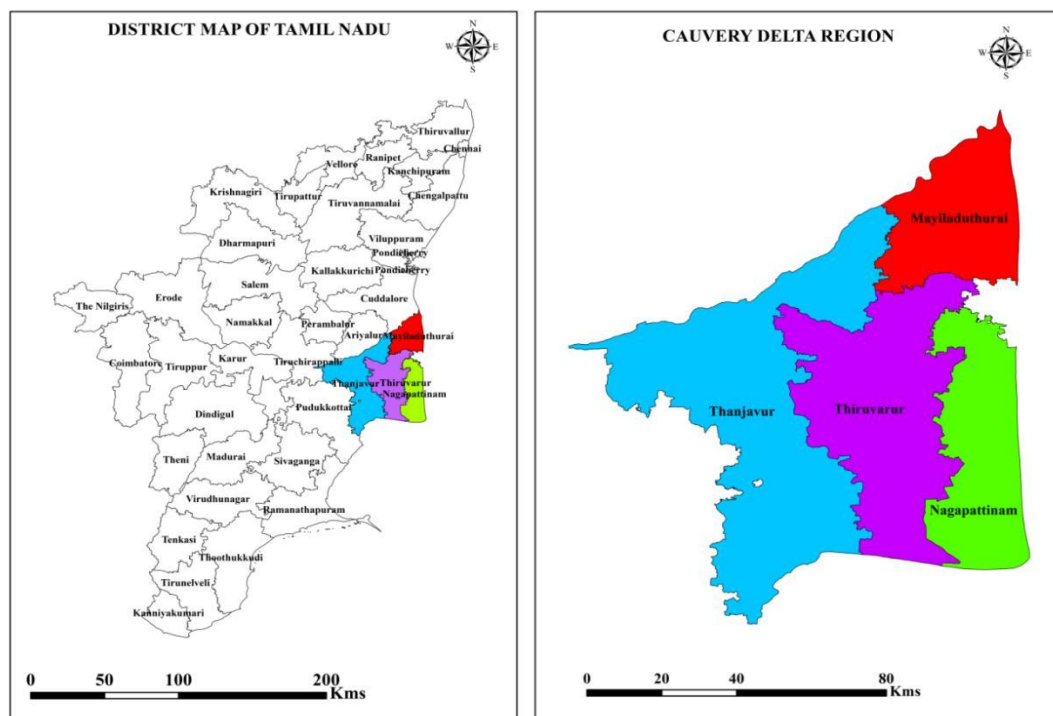 DISTRICT MAP OF TAMIL NADU
N
W E
S
Thiruvallur
Chennai
Ranipet
Vellore
Kanchipuram
Krishnagiri
Tirupattur
Chengalpattu
Tiruvannamalai
Dharmapuri
Viluppuram
Pondicherry
Kallakkurichi
Pondicherry
Salem
The Nilgiris
Erode
Cuddalore
Namakkal
Perambalur
Ariyalur
Mayiladuthurai
Coimbatore
Karur
Tiruchirappalli
Tiruppur
Thanjavur
Thiruvarur
Nagapattinam
Dindigul
Pudukkottai
Theni
Madurai
Sivaganga
Virudhunagar
Ramanathapuram
Tenkasi
Thoothukkudi
Tirunelveli
Kanniyakumari
0 50 100 200
Kms
CAUVERY DELTA REGION
N
W E
S
Mayiladuthurai
Thanjavur
Thiruvarur
Nagapattinam
0 20 40 80
Kms